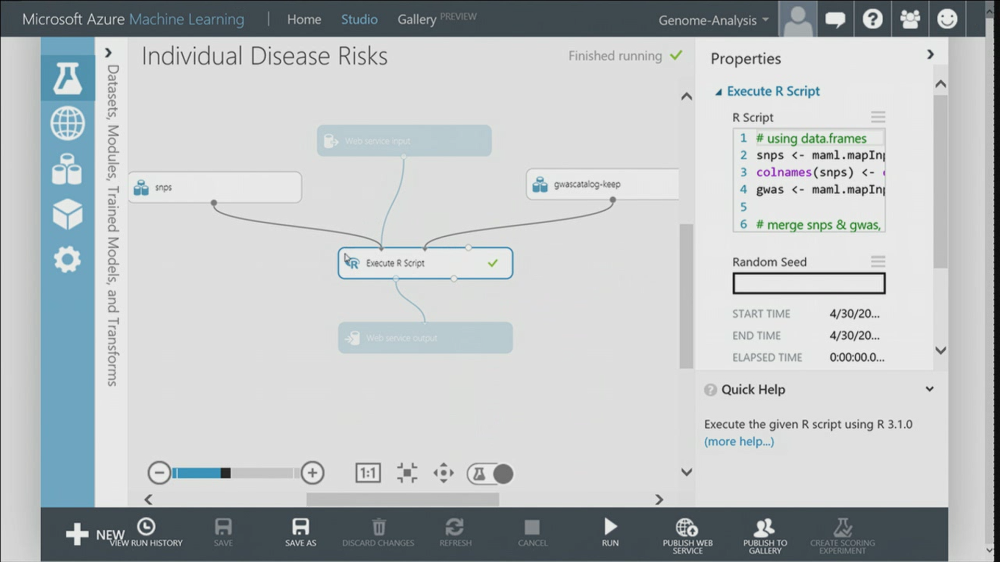 Microsoft Azure Machine Learning | Home Studio Gallery PREVIEW Genome-Analysis
Individual Disease Risks
Finished running
Datasets, Modules, Trained Models, and Transforms
Web service input
snps
gwascatalog-keep
R Execute R Script
Web service output
1:1
Properties
Execute R Script
R Script
1 # using data.frames
2 snps <- maml.mapInp
3 colnames(snps) <-
4 gwas <- maml.mapInp
5
6 # merge snps & gwas,
Random Seed
START TIME 4/30/20...
END TIME 4/30/20...
ELAPSED TIME 0:00:00.0...
? Quick Help
Execute the given R script using R 3.1.0
(more help...)
NEW
VIEW RUN HISTORY
SAVE
SAVE AS
DISCARD CHANGES
REFRESH
CANCEL
RUN
PUBLISH WEB
SERVICE
PUBLISH TO
GALLERY
CREATE SCORING
EXPERIMENT